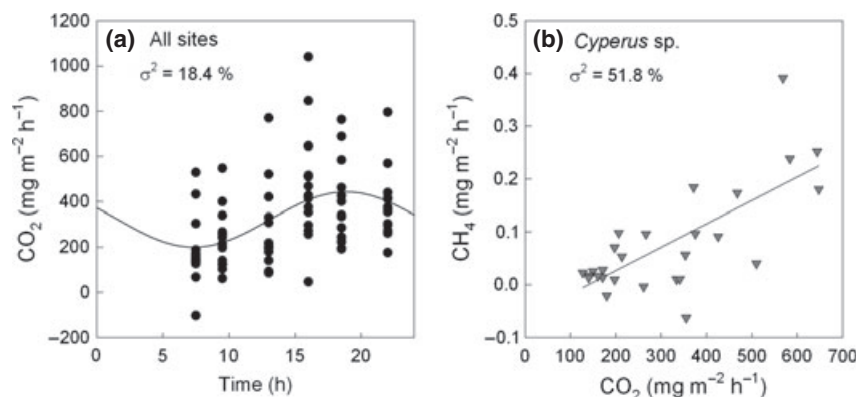 (a) All sites
σ² = 18.4 %
1200
1000
800
600
400
200
0
−200
CO₂ (mg m⁻² h⁻¹)
0 5 10 15 20
Time (h)
(b) Cyperus sp.
σ² = 51.8 %
0.5
0.4
0.3
0.2
0.1
0.0
−0.1
CH₄ (mg m⁻² h⁻¹)
0 100 200 300 400 500 600 700
CO₂ (mg m⁻² h⁻¹)